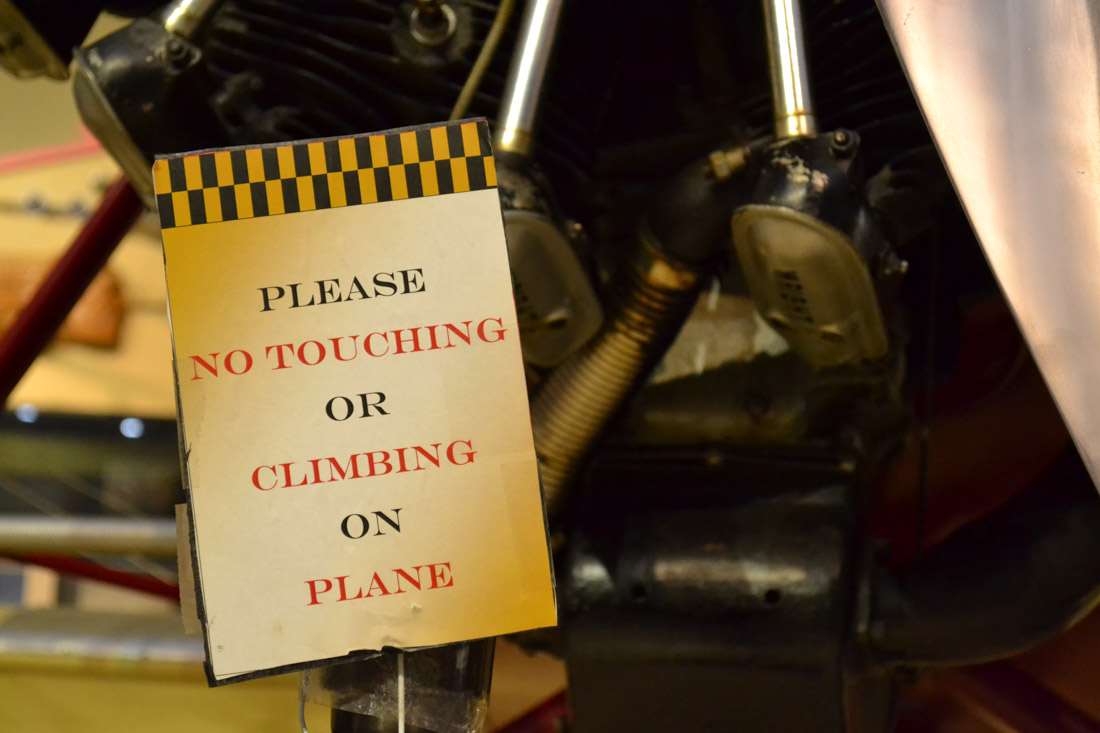 PLEASE
NO TOUCHING
OR
CLIMBING
ON
PLANE